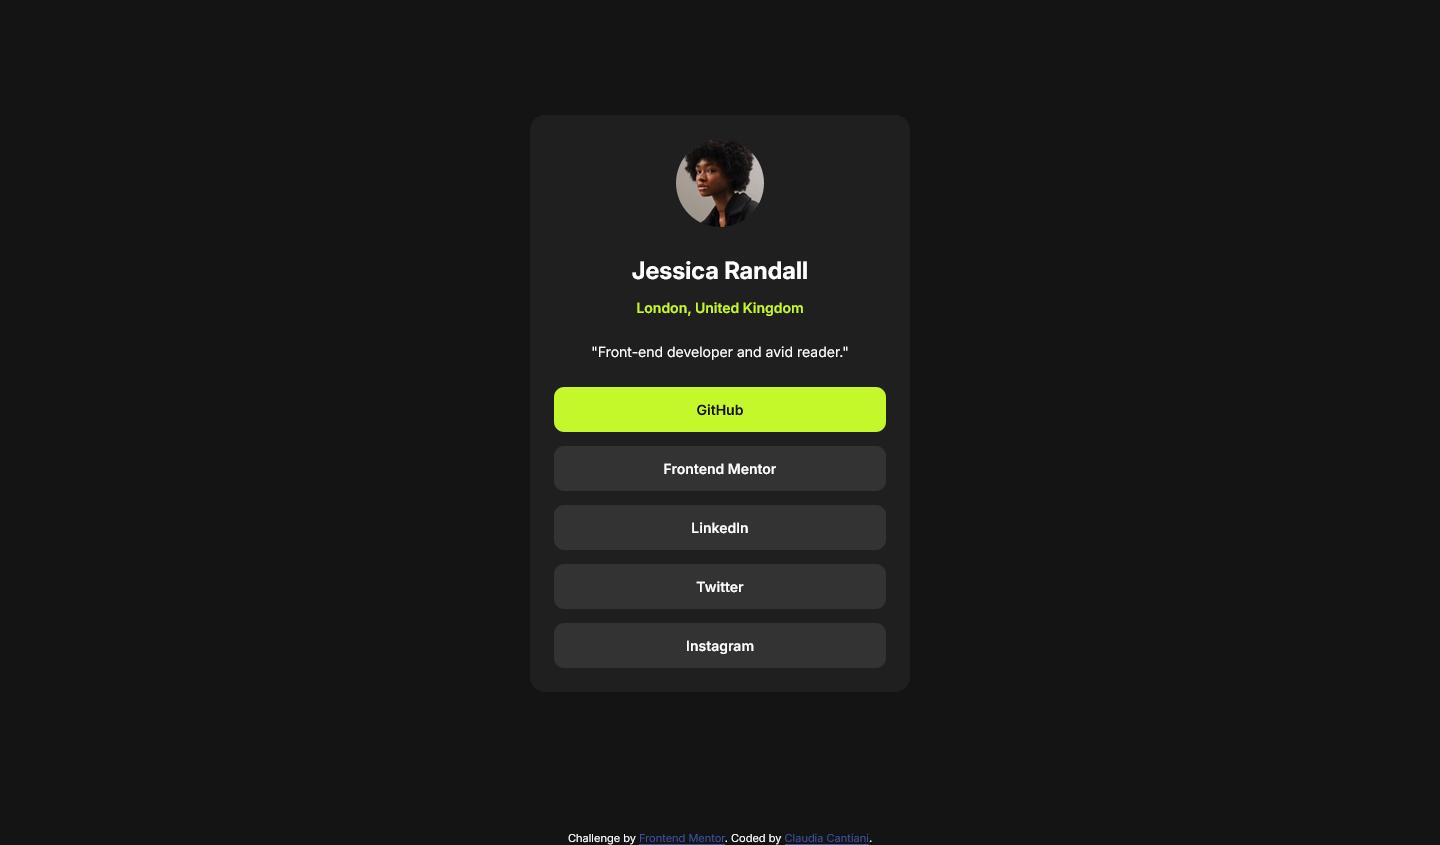 Jessica Randall
London, United Kingdom
"Front-end developer and avid reader."
GitHub
Frontend Mentor
LinkedIn
Twitter
Instagram
Challenge by Frontend Mentor. Coded by Claudia Cantiani.